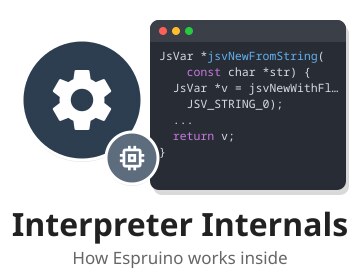 JsVar *jsvNewFromString(
const char *str) {
JsVar *v = jsvNewWithFl…
JSV_STRING_0);
...
return v;
}
Interpreter Internals
How Espruino works inside